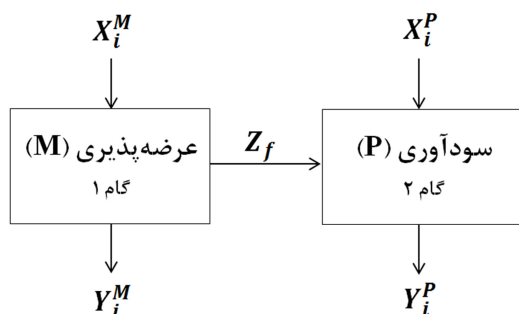 X_i^M
X_i^P
عرضه‌پذیری (M)
گام ۱
Z_f
سودآوری (P)
گام ۲
Y_i^M
Y_i^P